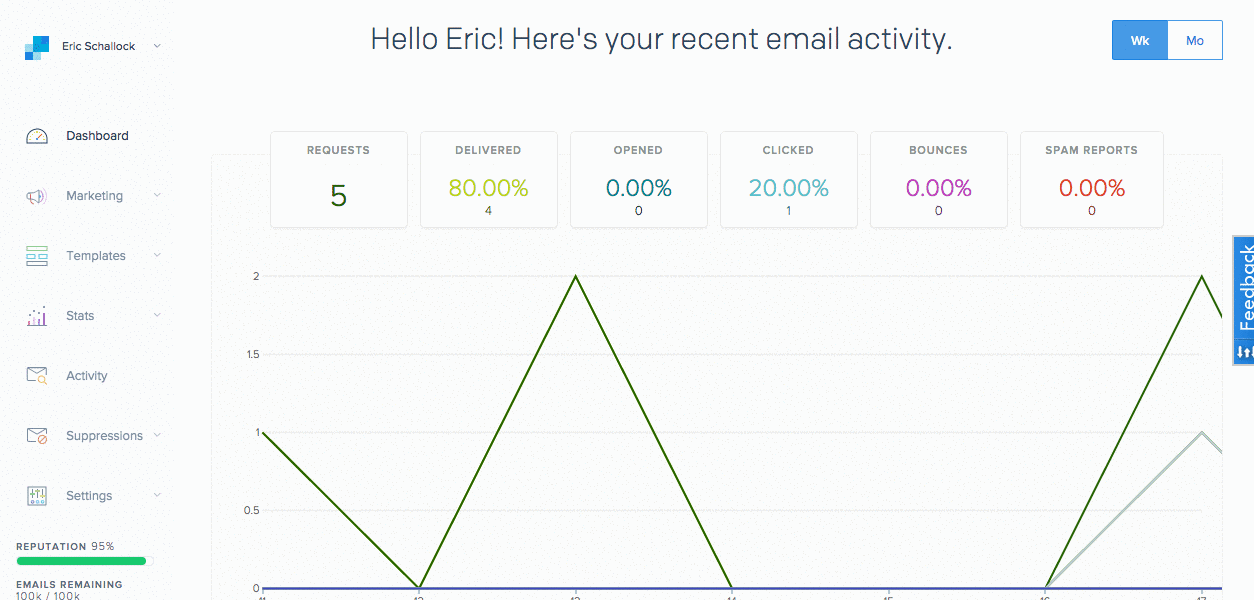 Eric Schallock
Hello Eric! Here's your recent email activity.
Wk
Mo
Dashboard
Marketing
Templates
Stats
Activity
Suppressions
Settings
REPUTATION 95%
EMAILS REMAINING
100k / 100k
REQUESTS
5
DELIVERED
80.00%
4
OPENED
0.00%
0
CLICKED
20.00%
1
BOUNCES
0.00%
0
SPAM REPORTS
0.00%
0
2
1.5
1
0.5
0
Feedback